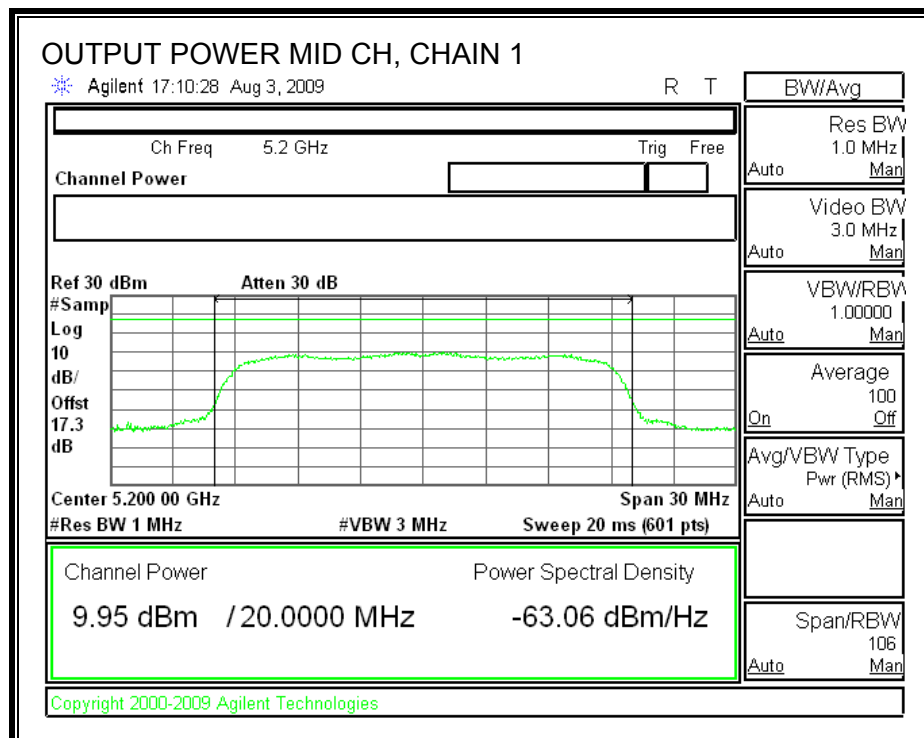 OUTPUT POWER MID CH, CHAIN 1
Agilent 17:10:28 Aug 3, 2009 R T
Ch Freq 5.2 GHz Trig Free
Channel Power
Ref 30 dBm Atten 30 dB
#Samp
Log
10
dB/
Offst
17.3
dB
Center 5.200 00 GHz Span 30 MHz
#Res BW 1 MHz #VBW 3 MHz Sweep 20 ms (601 pts)
Channel Power Power Spectral Density
9.95 dBm / 20.0000 MHz -63.06 dBm/Hz
Copyright 2000-2009 Agilent Technologies
BW/Avg
Res BW
1.0 MHz
Auto Man
Video BW
3.0 MHz
Auto Man
VBW/RBW
1.00000
Auto Man
Average
100
On Off
Avg/VBW Type
Pwr (RMS)
Auto Man
Span/RBW
106
Auto Man